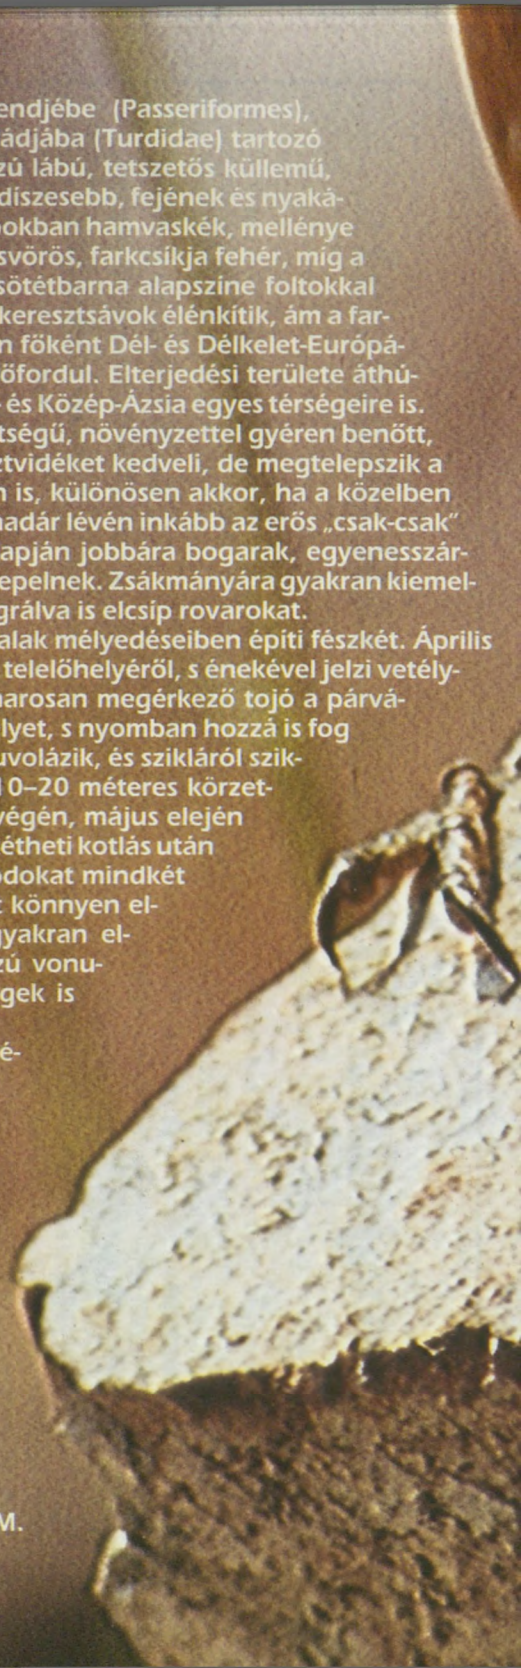 endjébe (Passeriformes),
ádjába (Turdidae) tartozó
zú lábú, tetszetős küllemű,
díszesebb, fejének és nyaká-
okban hamvaskék, mellénye
svörös, farkcsíkja fehér, míg a
sötétbarna alapszíne foltokkal
keresztsávok élénkítik, ám a far-
n főként Dél- és Délkelet-Európá-
őfordul. Elterjedési területe áthú-
- és Közép-Ázsia egyes térségeire is.
tségű, növényzettel gyéren benőtt,
ztvidéket kedveli, de megtelepszik a
n is, különösen akkor, ha a közelben
nadár lévén inkább az erős „csak-csak”
apján jobbára bogarak, egyenesszár-
epelnek. Zsákmányára gyakran kiemel-
grálva is elcsíp rovarokat.
alak mélyedéseiben építi fészkét. Április
telelőhelyéről, s énekével jelzi vetély-
narosan megérkező tojó a párvá-
lyet, s nyomban hozzá is fog
uvolázik, és szikláról szik-
10–20 méteres körzet-
végén, május elején
étheti kotlás után
ódokat mindkét
t könnyen el-
gyakran el-
zú vonu-
gek is
é-
M.